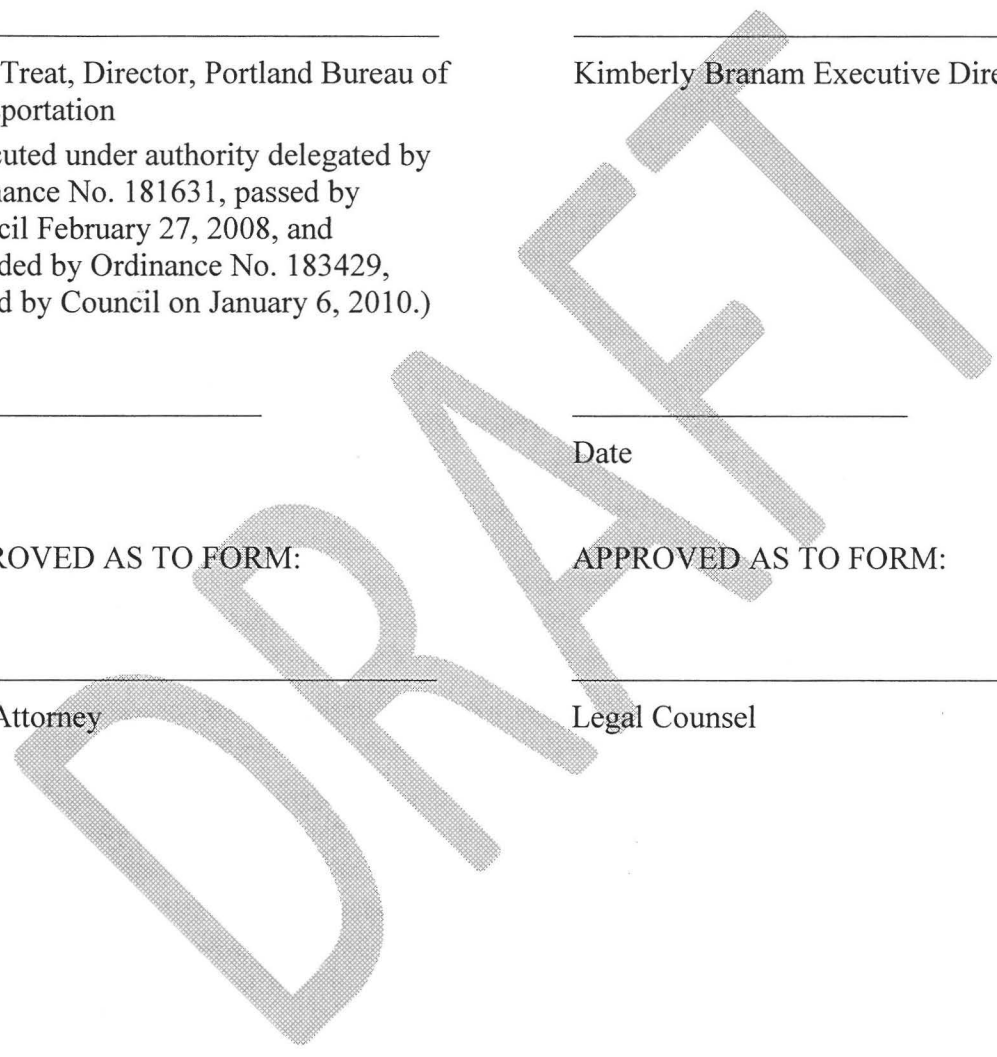 Treat, Director, Portland Bureau of
portation
cuted under authority delegated by
nance No. 181631, passed by
cil February 27, 2008, and
ded by Ordinance No. 183429,
d by Council on January 6, 2010.)
ROVED AS TO FORM:
Attorney
Kimberly Branam Executive Dire
Date
APPROVED AS TO FORM:
Legal Counsel
DRAFT